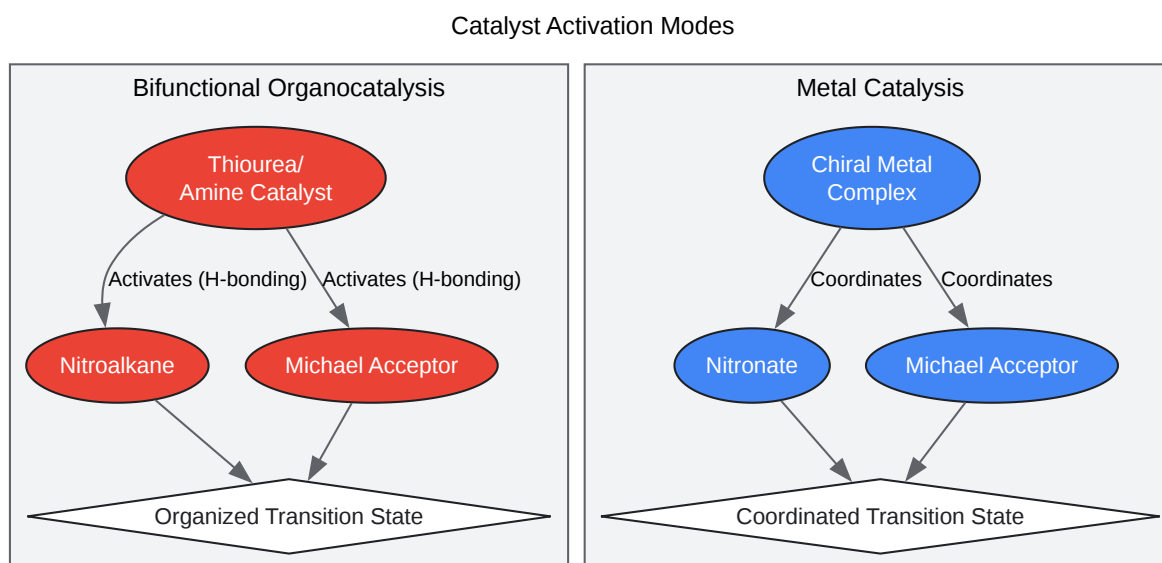 Catalyst Activation Modes
Bifunctional Organocatalysis
Thiourea/
Amine Catalyst
Activates (H-bonding)
Activates (H-bonding)
Nitroalkane
Michael Acceptor
Organized Transition State
Metal Catalysis
Chiral Metal
Complex
Coordinates
Coordinates
Nitronate
Michael Acceptor
Coordinated Transition State